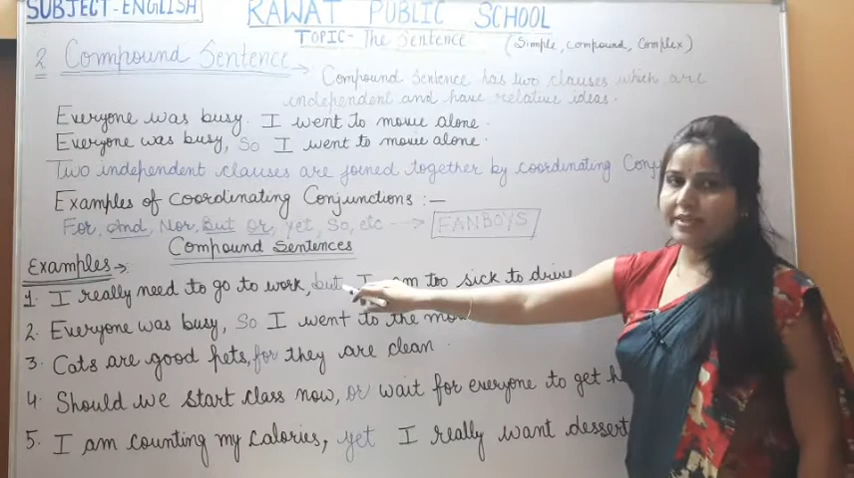 SUBJECT-ENGLISH
RAWAT PUBLIC SCHOOL
TOPIC- The Sentence (Simple, compound, Complex)
2 Compound Sentence
Compound Sentence has two clauses which are
independent and have relative ideas.
Everyone was busy. I went to movie alone.
Everyone was busy, So I went to movie alone.
Two independent clauses are joined together by coordinating
Examples of coordinating Conjunctions :-
For, And, Nor, But Or, Yet, So, etc → FANBOYS
Compound Sentences
Examples →
1. I really need to go to work, but I am too sick to drive
2. Everyone was busy, So I went to the
3. Cats are good pets, for they are clean
4. Should we start class now, or wait for everyone to get
5. I am counting my calories, yet I really want dessert